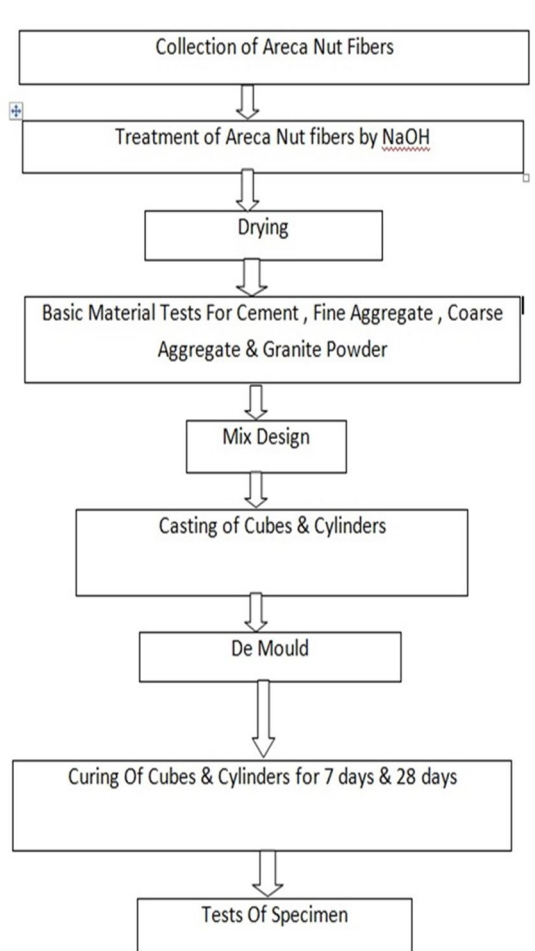 Collection of Areca Nut Fibers
Treatment of Areca Nut fibers by NaOH
Drying
Basic Material Tests For Cement , Fine Aggregate , Coarse
Aggregate & Granite Powder
Mix Design
Casting of Cubes & Cylinders
De Mould
Curing Of Cubes & Cylinders for 7 days & 28 days
Tests Of Specimen